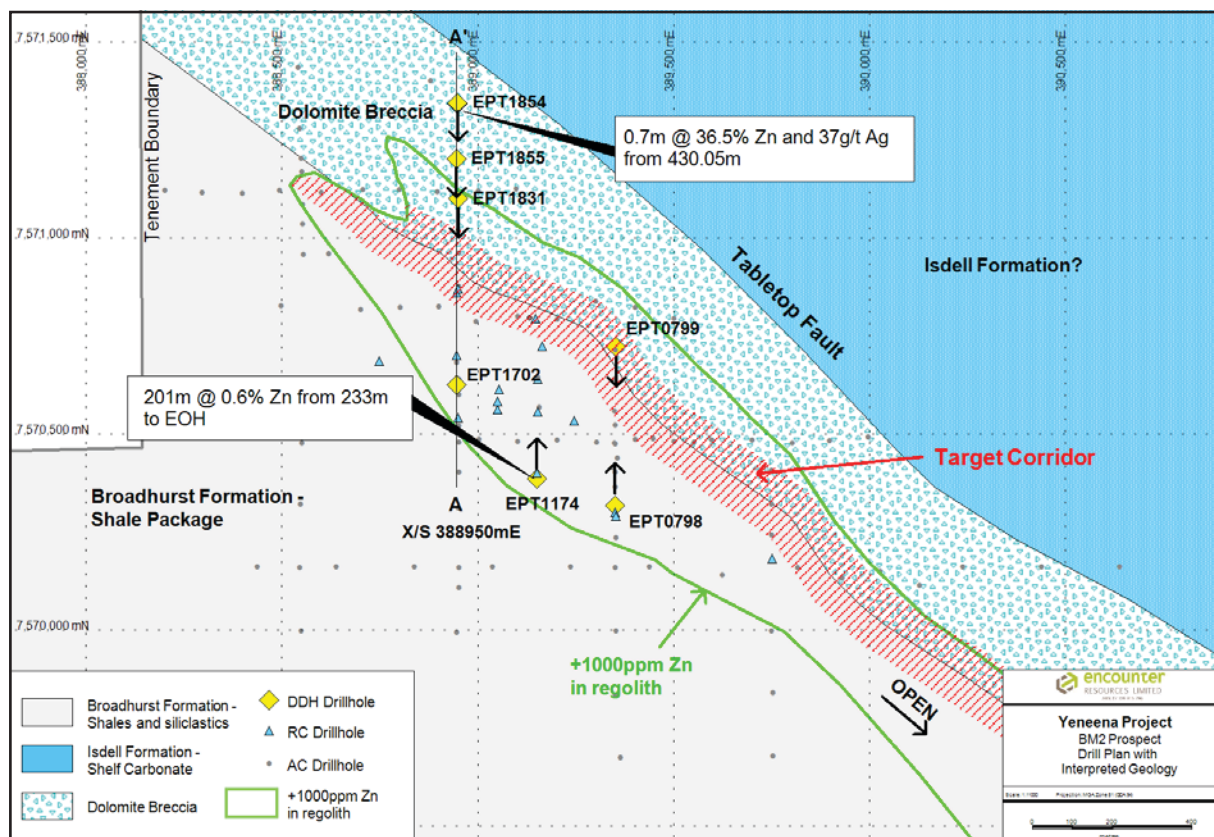 7,571,500 mN
388,000 mE
388,500 mE
389,000 mE
389,500 mE
390,000 mE
390,500 mE
A'
Tenement Boundary
Dolomite Breccia
EPT1854
0.7m @ 36.5% Zn and 37g/t Ag
from 430.05m
EPT1855
EPT1831
7,571,000 mN
Tabletop Fault
Isdell Formation?
EPT0799
EPT1702
201m @ 0.6% Zn from 233m
to EOH
7,570,500 mN
Target Corridor
Broadhurst Formation -
Shale Package
A
EPT1174
EPT0798
X/S 388950mE
7,570,000 mN
+1000ppm Zn
in regolith
OPEN
Broadhurst Formation -
Shales and siliclastics
Isdell Formation -
Shelf Carbonate
Dolomite Breccia
DDH Drillhole
RC Drillhole
AC Drillhole
+1000ppm Zn
in regolith
encounter
RESOURCES LIMITED
Yeneena Project
BM2 Prospect
Drill Plan with
Interpreted Geology
0 100 200 400